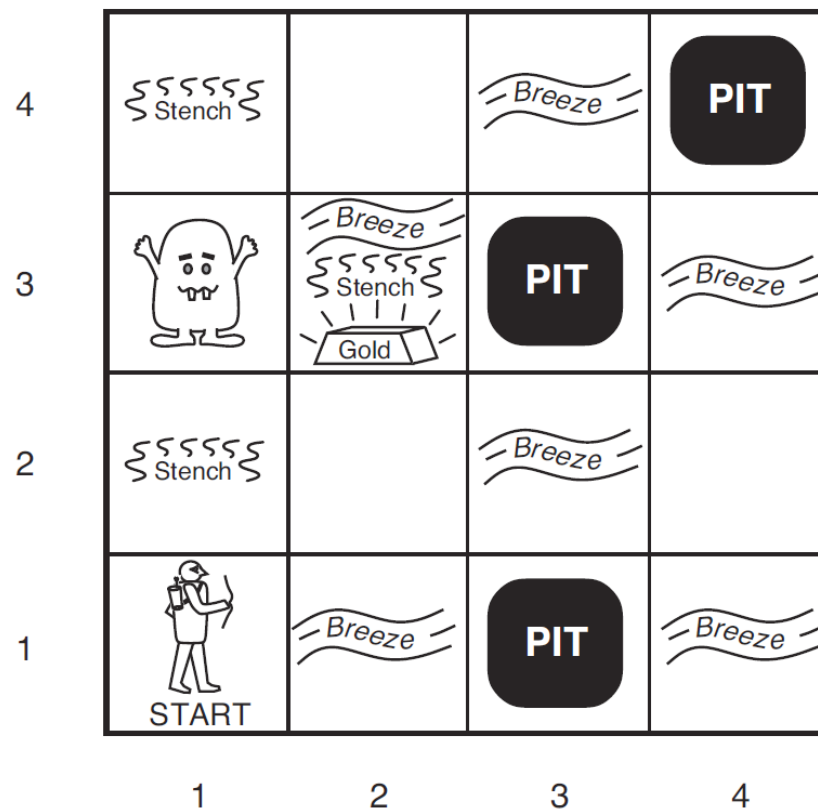 4
Stench
Breeze
PIT
3
Breeze
Stench
Gold
PIT
Breeze
2
Stench
Breeze
1
START
Breeze
PIT
Breeze
1 2 3 4